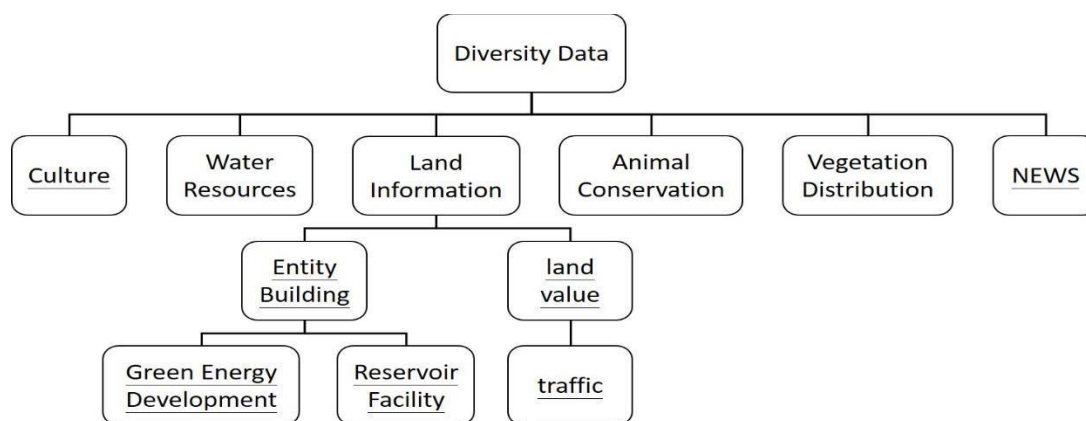 Diversity Data
Culture
Water
Resources
Land
Information
Animal
Conservation
Vegetation
Distribution
NEWS
Entity
Building
land
value
Green Energy
Development
Reservoir
Facility
traffic